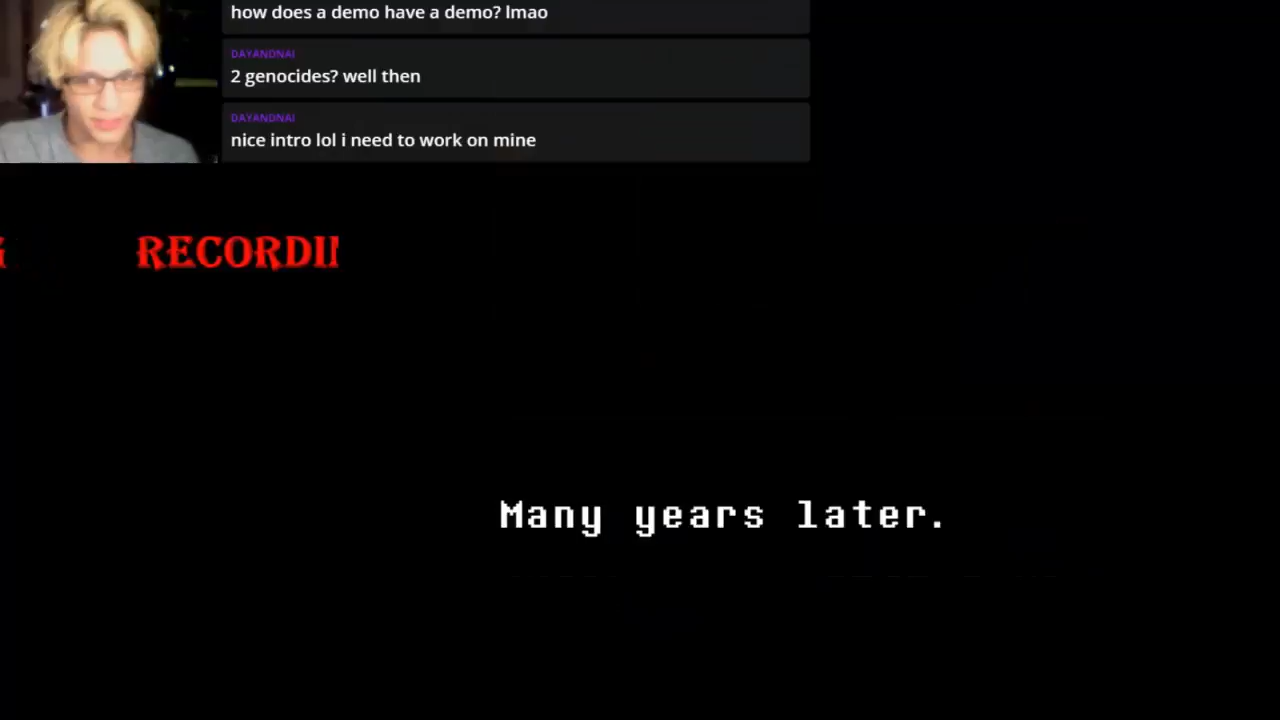 how does a demo have a demo? lmao
DAYANDNAI
2 genocides? well then
DAYANDNAI
nice intro lol i need to work on mine
RECORDI
Many years later.